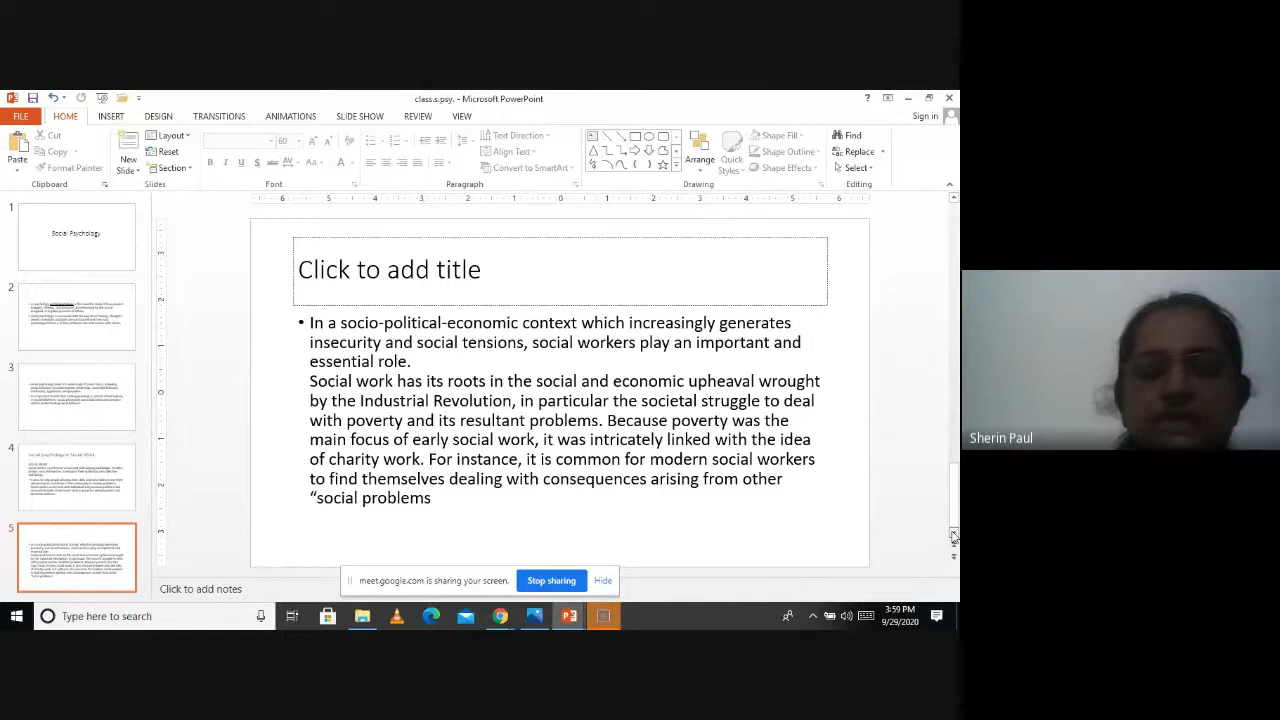 class.s.psy. - Microsoft PowerPoint
Sign in
FILE HOME INSERT DESIGN TRANSITIONS ANIMATIONS SLIDE SHOW REVIEW VIEW
Paste
Cut
Copy
Format Painter
Clipboard
New
Slide
Layout
Reset
Section
Slides
60
Font
Text Direction
Align Text
Convert to SmartArt
Paragraph
Arrange
Quick
Styles
Shape Fill
Shape Outline
Shape Effects
Drawing
Find
Replace
Select
Editing
1
Social Psychology
2
3
4
Social psychology in Social Work.
5
Click to add title
• In a socio-political-economic context which increasingly generates
insecurity and social tensions, social workers play an important and
essential role.
Social work has its roots in the social and economic upheaval wrought
by the Industrial Revolution, in particular the societal struggle to deal
with poverty and its resultant problems. Because poverty was the
main focus of early social work, it was intricately linked with the idea
of charity work. For instance, it is common for modern social workers
to find themselves dealing with consequences arising from other
“social problems
Click to add notes
meet.google.com is sharing your screen.
Stop sharing
Hide
Type here to search
3:59 PM
9/29/2020
Sherin Paul